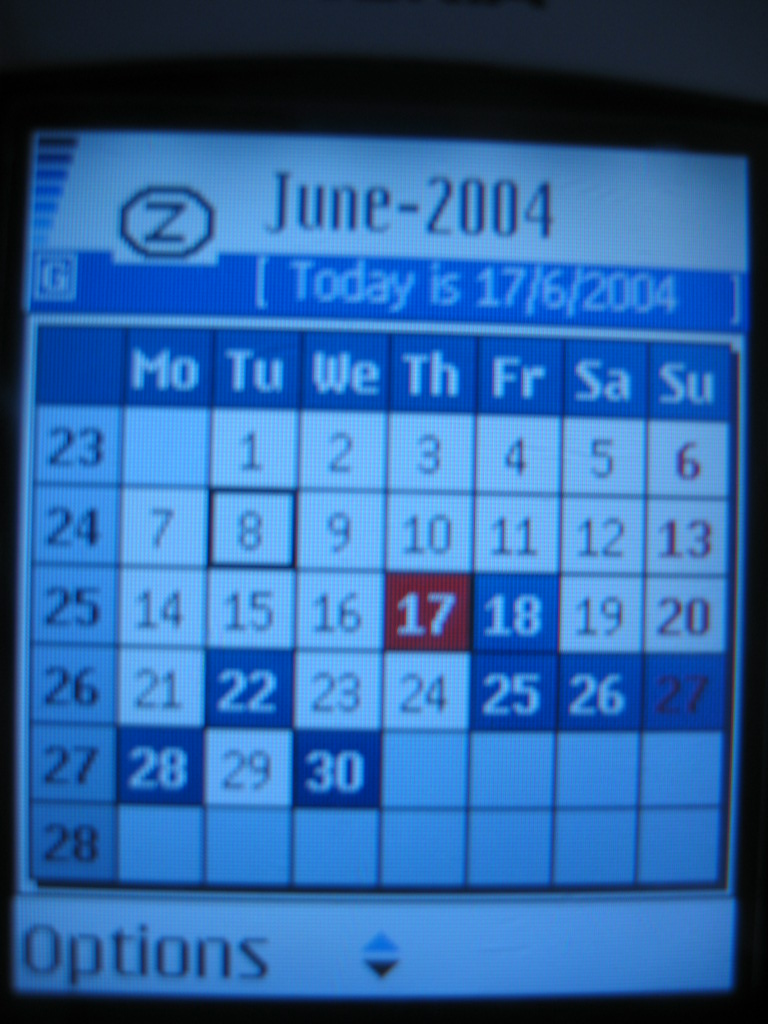 June-2004
Z
G [ Today is 17/6/2004 ]
Mo Tu We Th Fr Sa Su
23 1 2 3 4 5 6
24 7 8 9 10 11 12 13
25 14 15 16 17 18 19 20
26 21 22 23 24 25 26 27
27 28 29 30
28
Options